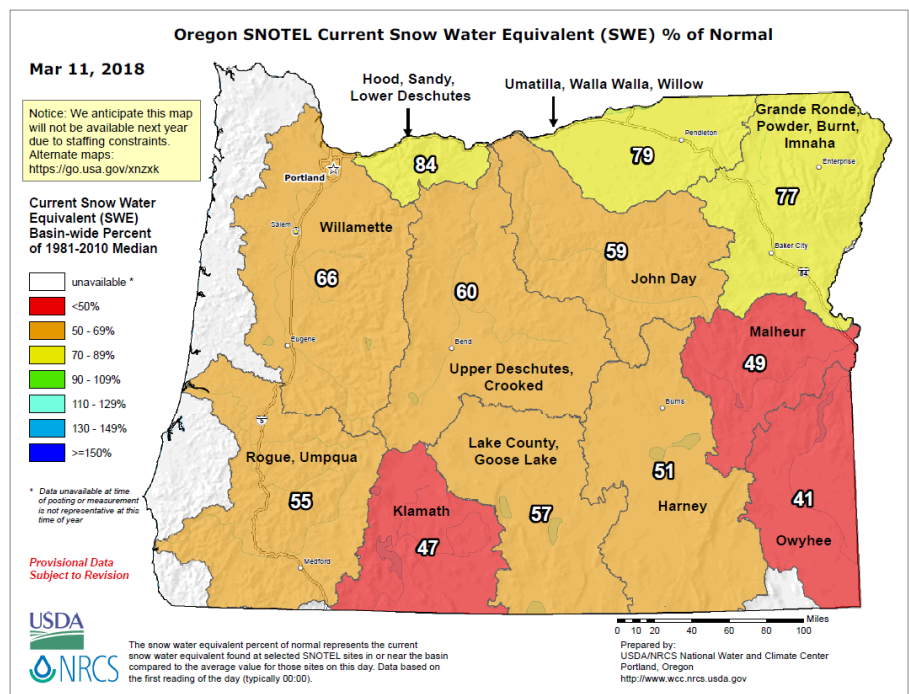 Oregon SNOTEL Current Snow Water Equivalent (SWE) % of Normal
Mar 11, 2018
Notice: We anticipate this map
will not be available next year
due to staffing constraints.
Alternate maps:
https://go.usa.gov/xnzxk
Current Snow Water
Equivalent (SWE)
Basin-wide Percent
of 1981-2010 Median
unavailable *
<50%
50 - 69%
70 - 89%
90 - 109%
110 - 129%
130 - 149%
>=150%
* Data unavailable at time
of posting or measurement
is not representative at this
time of year
Provisional Data
Subject to Revision
Hood, Sandy,
Lower Deschutes
84
Umatilla, Walla Walla, Willow
Pendleton
79
Grande Ronde,
Powder, Burnt,
Imnaha
Enterprise
77
Baker City
84
Portland
Salem
Willamette
66
Eugene
60
Bend
Upper Deschutes,
Crooked
59
John Day
Malheur
49
Burns
5
Rogue, Umpqua
55
Medford
Klamath
47
Lake County,
Goose Lake
57
51
Harney
41
Owyhee
USDA
NRCS
The snow water equivalent percent of normal represents the current
snow water equivalent found at selected SNOTEL sites in or near the basin
compared to the average value for those sites on this day. Data based on
the first reading of the day (typically 00:00).
Miles
0 10 20 40 60 80 100
Prepared by:
USDA/NRCS National Water and Climate Center
Portland, Oregon
http://www.wcc.nrcs.usda.gov